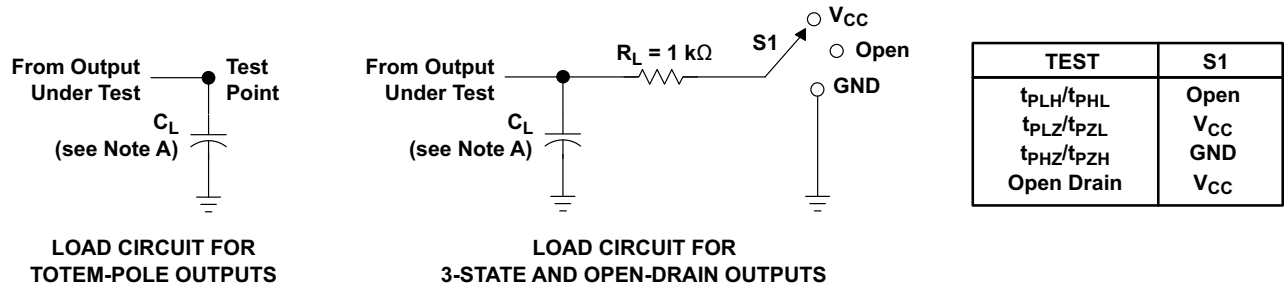 From Output
Under Test
Test
Point
C_L
(see Note A)
LOAD CIRCUIT FOR
TOTEM-POLE OUTPUTS
From Output
Under Test
R_L = 1 kΩ
S1
V_CC
Open
GND
C_L
(see Note A)
LOAD CIRCUIT FOR
3-STATE AND OPEN-DRAIN OUTPUTS
TEST S1
t_PLH/t_PHL Open
t_PLZ/t_PZL V_CC
t_PHZ/t_PZH GND
Open Drain V_CC